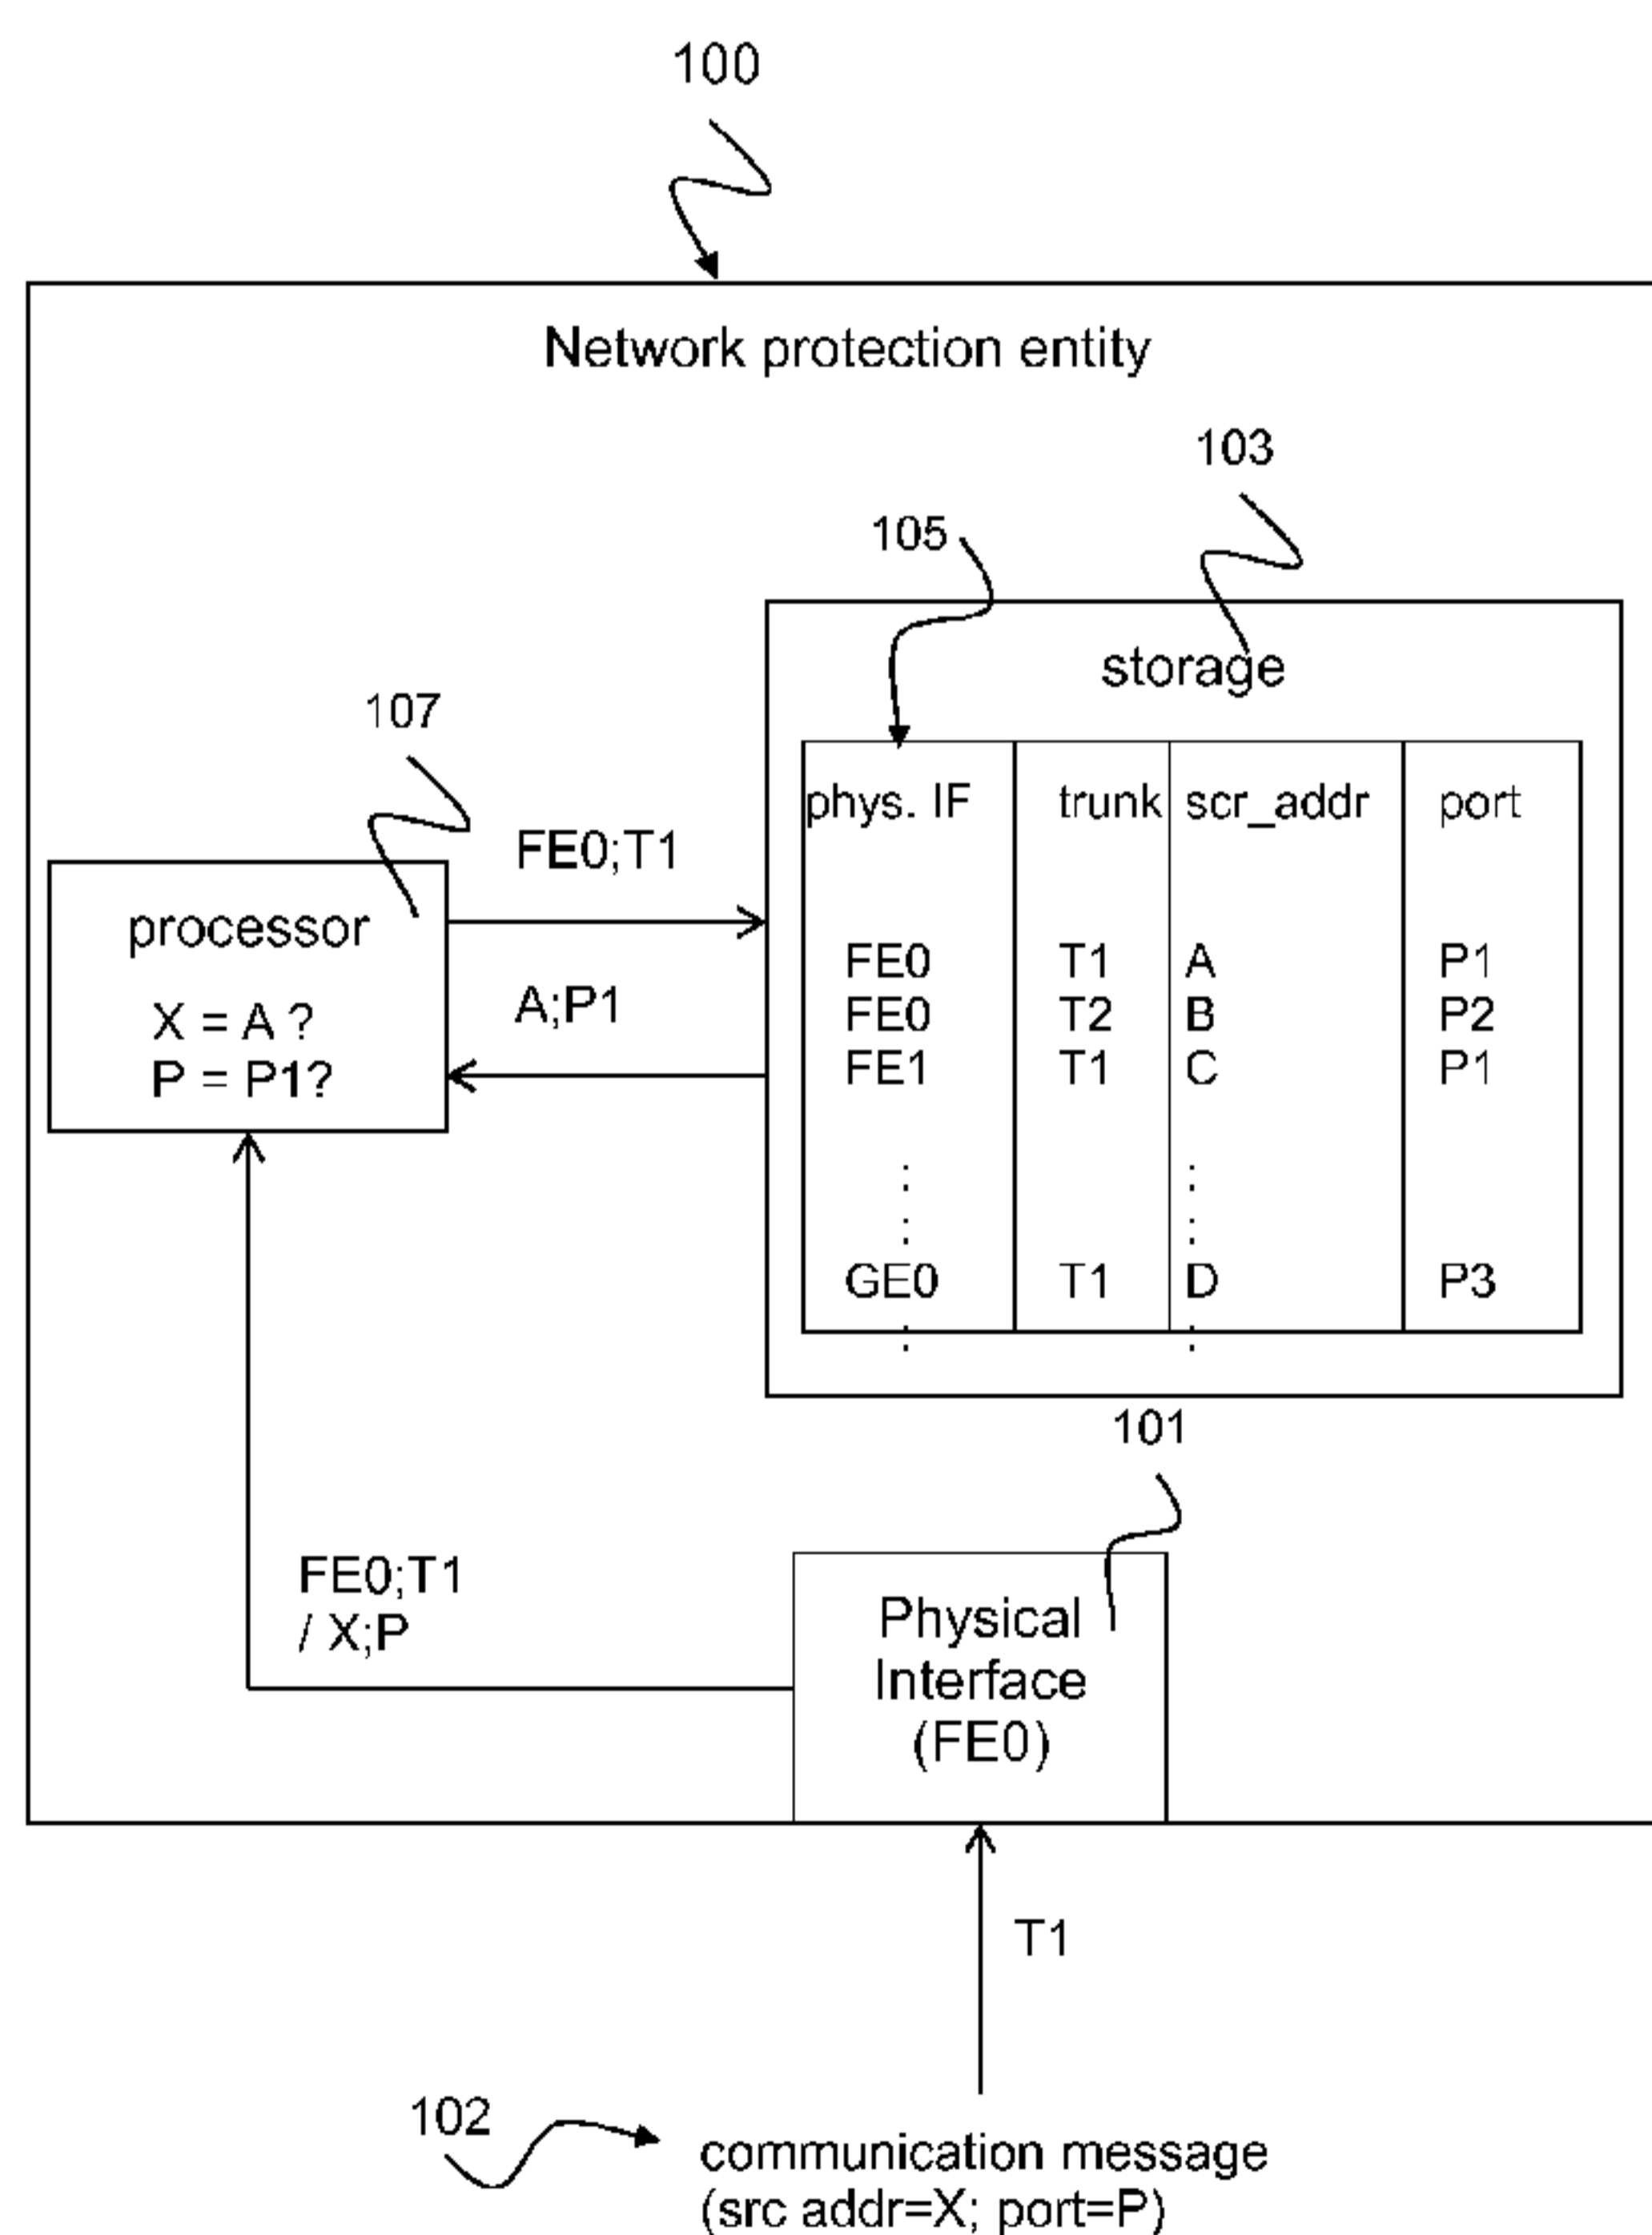 100
Network protection entity
103
105
storage
107
phys. IF trunk scr_addr port
FE0;T1
processor
FE0 T1 A P1
X = A ?
A;P1
FE0 T2 B P2
P = P1?
FE1 T1 C P1
GE0 T1 D P3
101
FE0;T1
/ X;P
Physical
Interface
(FE0)
T1
102
communication message
(src addr=X; port=P)